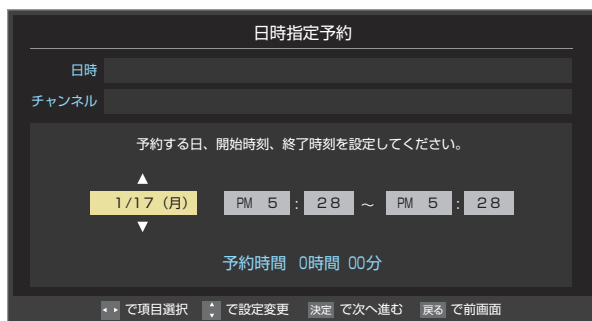 日時指定予約
日時
チャンネル
予約する日、開始時刻、終了時刻を設定してください。
▲
1/17 (月) PM 5 : 28 ～ PM 5 : 28
▼
予約時間 0時間 00分
で項目選択 で設定変更 決定 で次へ進む 戻る で前画面